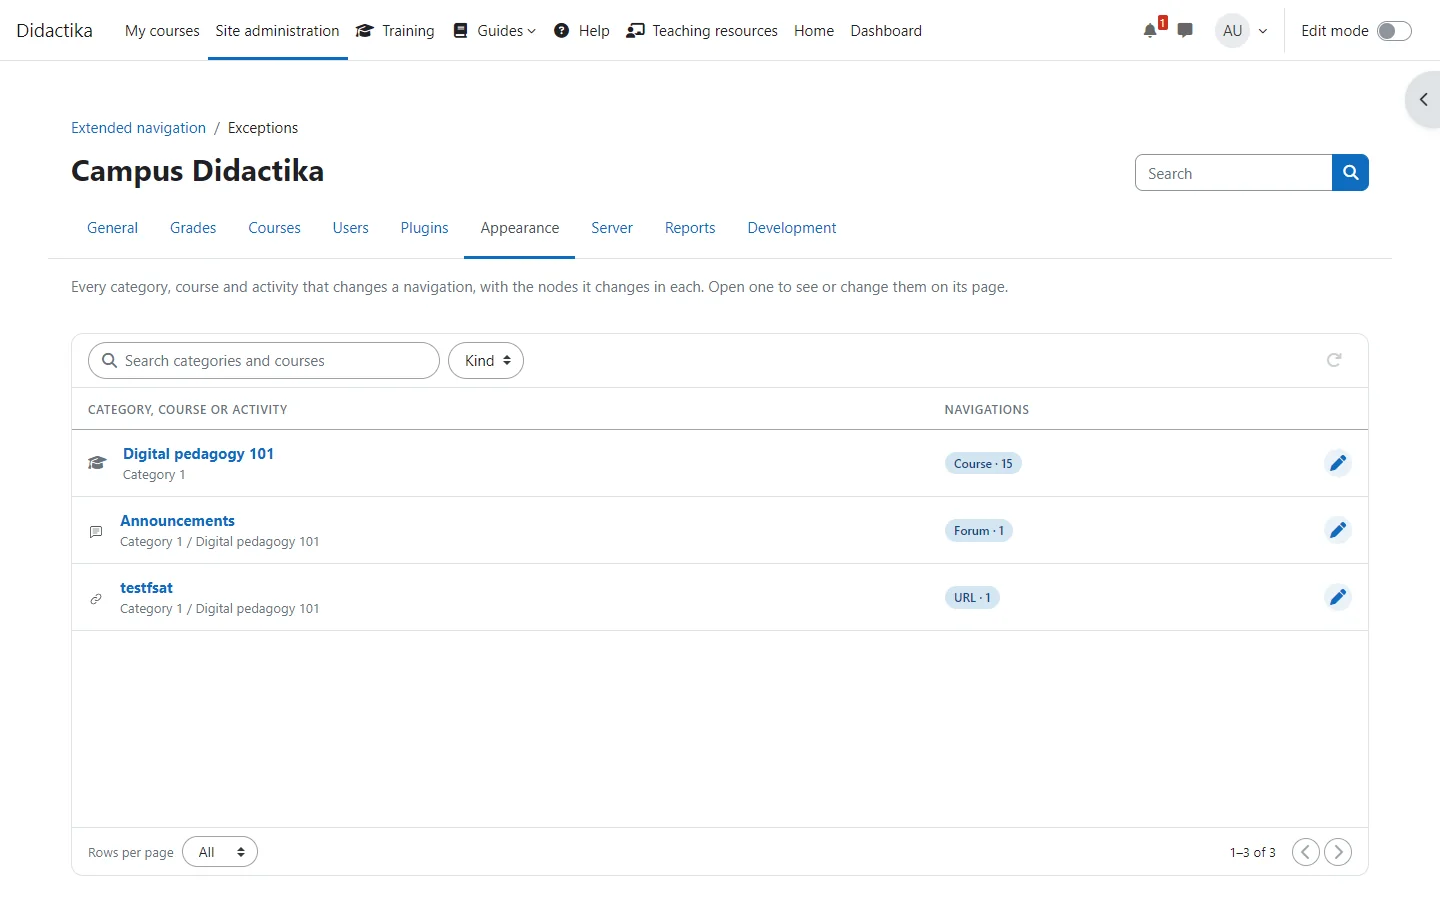 Didactika
My courses
Site administration
Training
Guides
Help
Teaching resources
Home
Dashboard
1
AU
Edit mode
Extended navigation / Exceptions
Campus Didactika
Search
General
Grades
Courses
Users
Plugins
Appearance
Server
Reports
Development
Every category, course and activity that changes a navigation, with the nodes it changes in each. Open one to see or change them on its page.
Search categories and courses
Kind
CATEGORY, COURSE OR ACTIVITY
NAVIGATIONS
Digital pedagogy 101
Category 1
Course · 15
Announcements
Category 1 / Digital pedagogy 101
Forum · 1
testfsat
Category 1 / Digital pedagogy 101
URL · 1
Rows per page
All
1–3 of 3